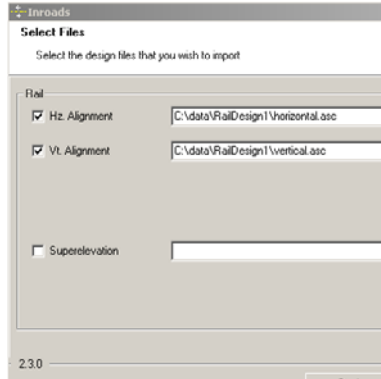 Inroads
Select Files
Select the design files that you wish to import
Rail
Hz. Alignment C:\data\RailDesign1\horizontal.asc
Vt. Alignment C:\data\RailDesign1\vertical.asc
Superelevation
2.3.0